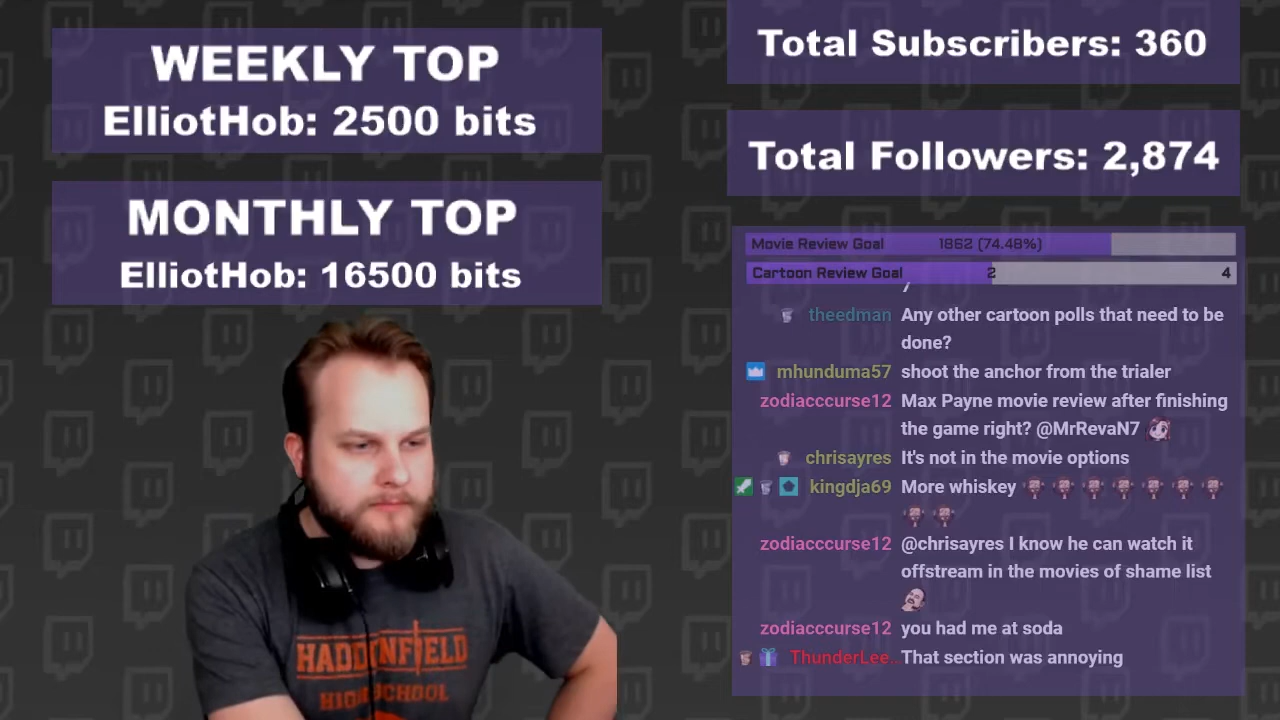 WEEKLY TOP
ElliotHob: 2500 bits
MONTHLY TOP
ElliotHob: 16500 bits
Total Subscribers: 360
Total Followers: 2,874
Movie Review Goal 1862 (74.48%)
Cartoon Review Goal 2 4
theedman Any other cartoon polls that need to be
done?
mhunduma57 shoot the anchor from the trialer
zodiacccurse12 Max Payne movie review after finishing
the game right? @MrRevaN7
chrisayres It's not in the movie options
kingdja69 More whiskey
zodiacccurse12 @chrisayres I know he can watch it
offstream in the movies of shame list
zodiacccurse12 you had me at soda
ThunderLee... That section was annoying
HADDONFIELD
HIGH SCHOOL